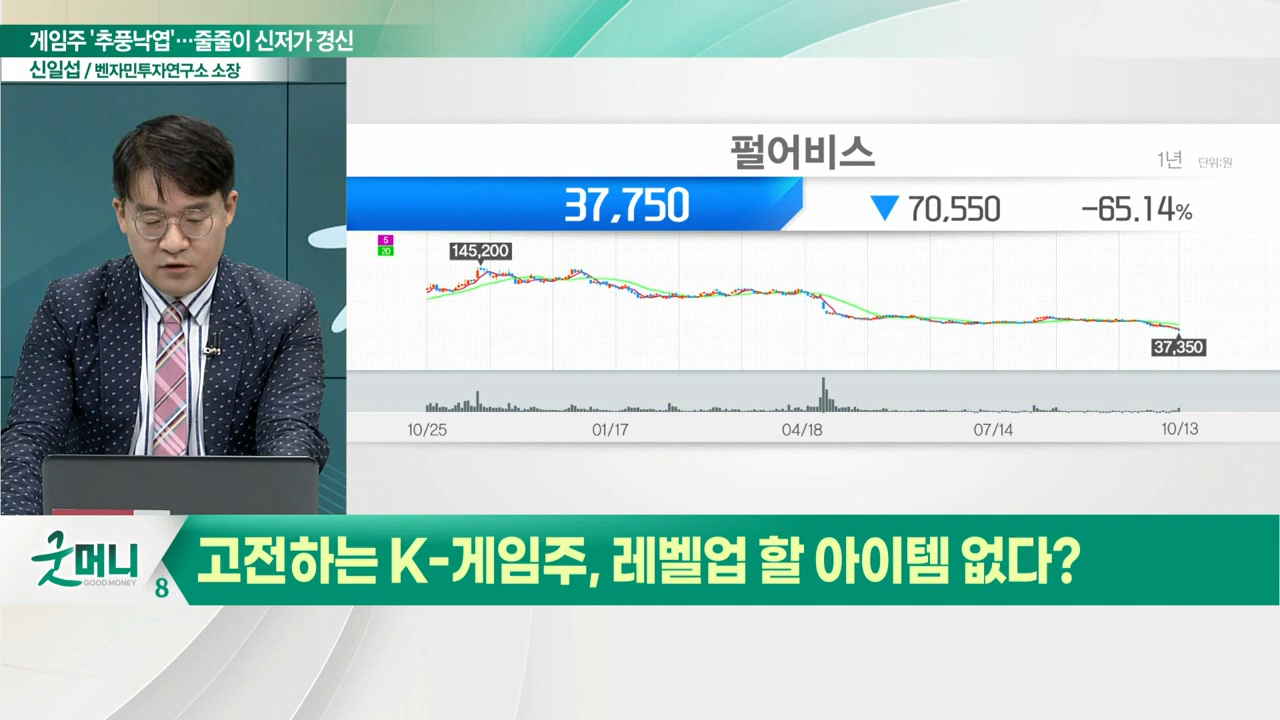 게임주 '추풍낙엽'…줄줄이 신저가 경신
신일섭 / 벤자민투자연구소 소장
펄어비스
1년 단위:원
37,750 ▼ 70,550 -65.14%
5
20
145,200
37,350
10/25 01/17 04/18 07/14 10/13
굿머니
GOOD MONEY
8
고전하는 K-게임주, 레벨업 할 아이템 없다?